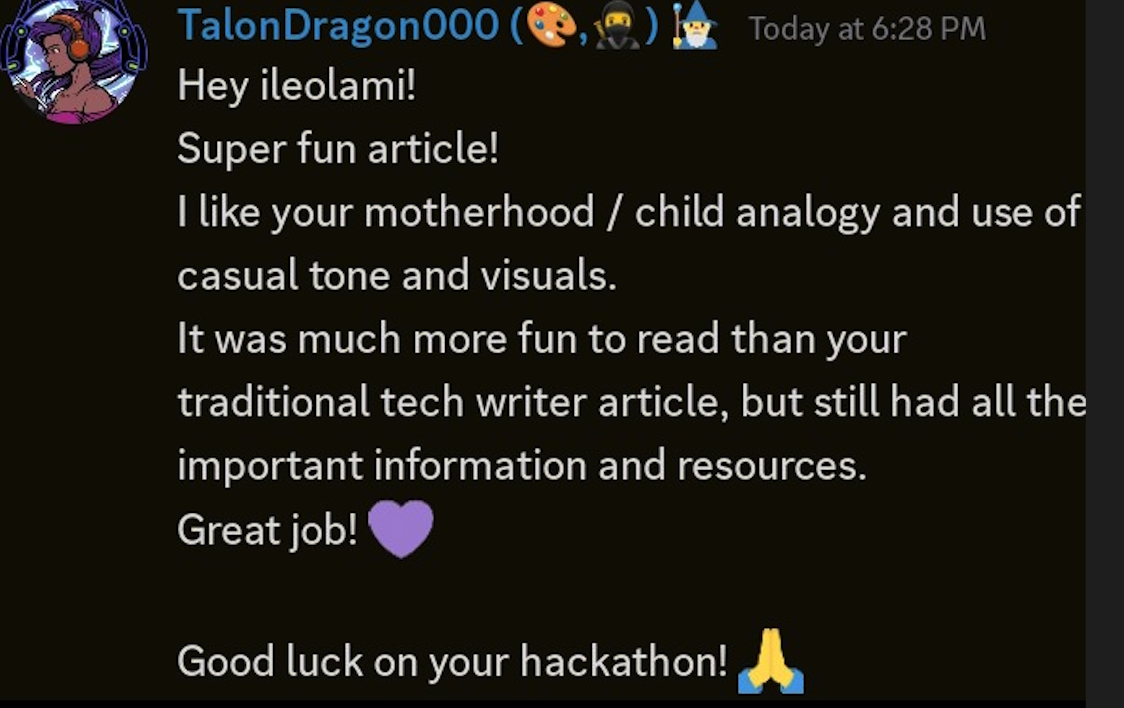 TalonDragon000 (🎨,🥷) 🧙‍♂️ Today at 6:28 PM
Hey ileolami!
Super fun article!
I like your motherhood / child analogy and use of
casual tone and visuals.
It was much more fun to read than your
traditional tech writer article, but still had all the
important information and resources.
Great job! 💜
Good luck on your hackathon! 🙏